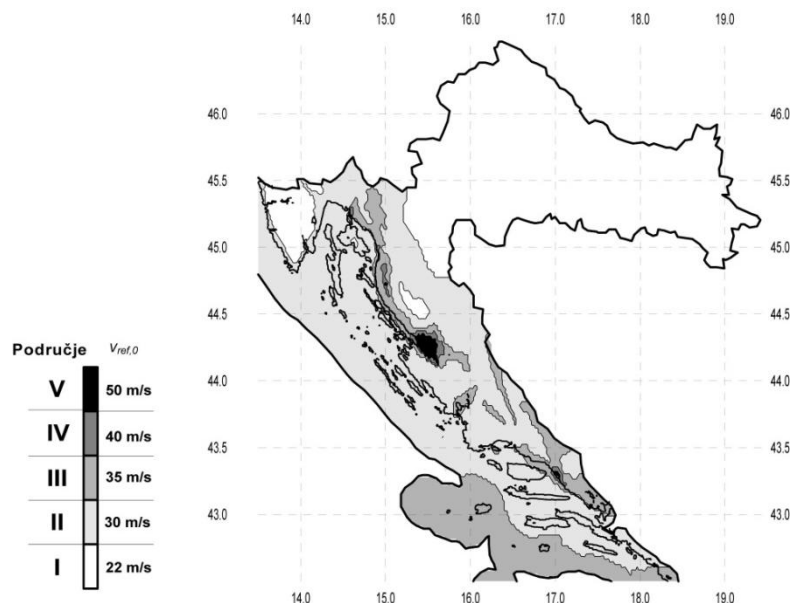 14.0 15.0 16.0 17.0 18.0 19.0
46.0 46.0
45.5 45.5
45.0 45.0
44.5 44.5
44.0 44.0
43.5 43.5
43.0 43.0
14.0 15.0 16.0 17.0 18.0 19.0
Područje Vref,0
V 50 m/s
IV 40 m/s
III 35 m/s
II 30 m/s
I 22 m/s